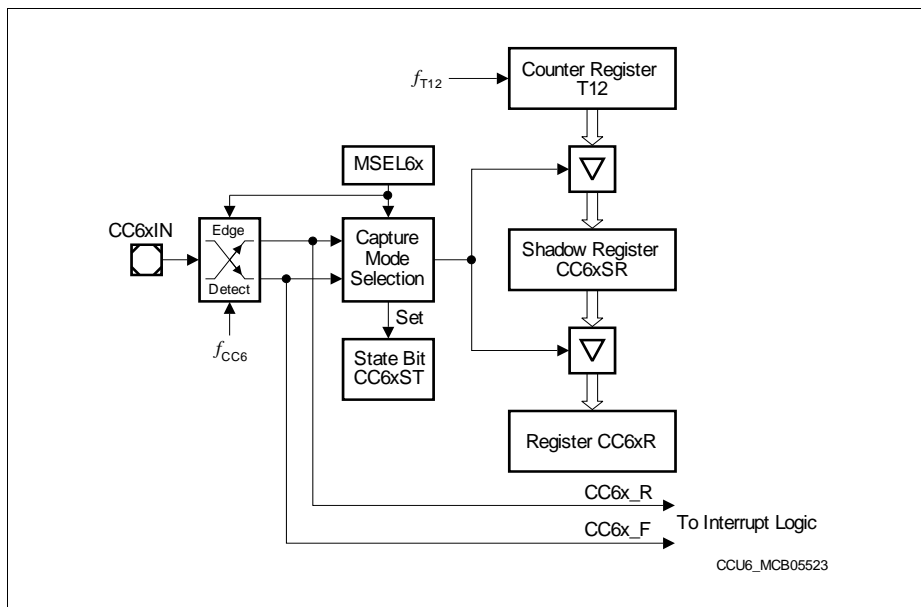 fT12
Counter Register
T12
MSEL6x
CC6xIN
Edge
Detect
Capture
Mode
Selection
Shadow Register
CC6xSR
fCC6
Set
State Bit
CC6xST
Register CC6xR
CC6x_R
CC6x_F
To Interrupt Logic
CCU6_MCB05523